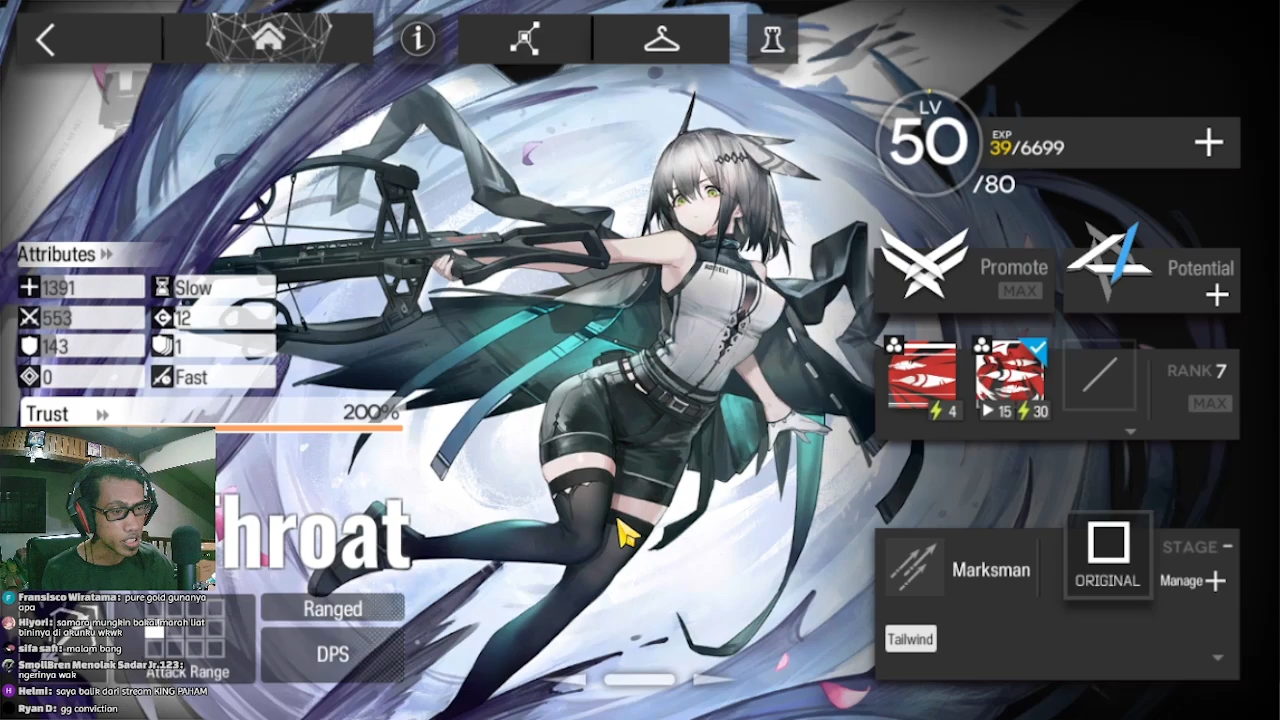 LV
50
/80
EXP
39/6699
Attributes
1391
Slow
553
12
143
1
0
Fast
Trust
200%
Promote
MAX
Potential
4
15
30
RANK 7
MAX
hroat
Ranged
DPS
Attack Range
Marksman
ORIGINAL
STAGE -
Manage +
Tailwind
Fransisco Wiratama: pure gold gunanya
apa
Hiyori: samara mungkin bakal marah liat
bininya di akunku wkwk
sifa safi: malam bang
SmollBren Menolak Sadar Jr.123:
ngerinya wak
Helmi: saya balik dari stream KING PAHAM
Ryan D: gg conviction